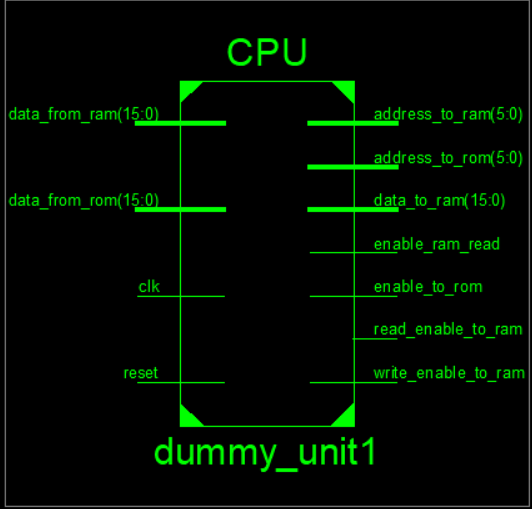 CPU
data_from_ram(15:0)
address_to_ram(5:0)
address_to_rom(5:0)
data_from_rom(15:0)
data_to_ram(15:0)
enable_ram_read
clk
enable_to_rom
read_enable_to_ram
reset
write_enable_to_ram
dummy_unit1